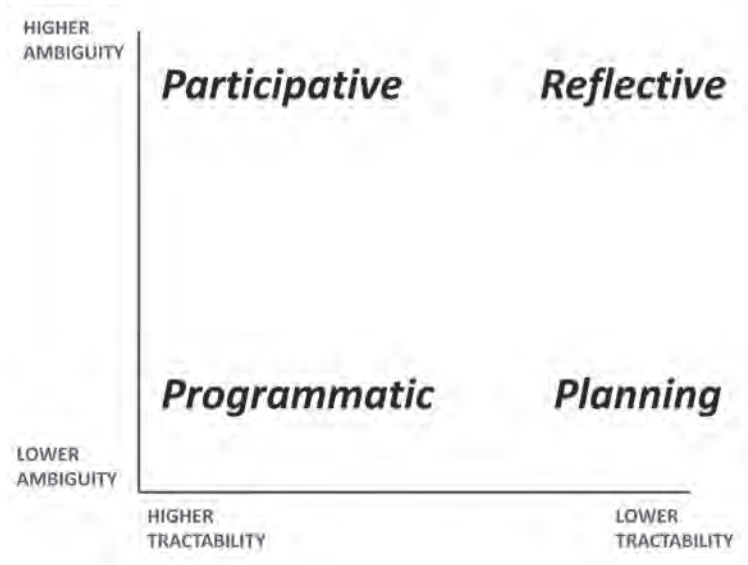 HIGHER
AMBIGUITY
Participative
Reflective
Programmatic
Planning
LOWER
AMBIGUITY
HIGHER
TRACTABILITY
LOWER
TRACTABILITY